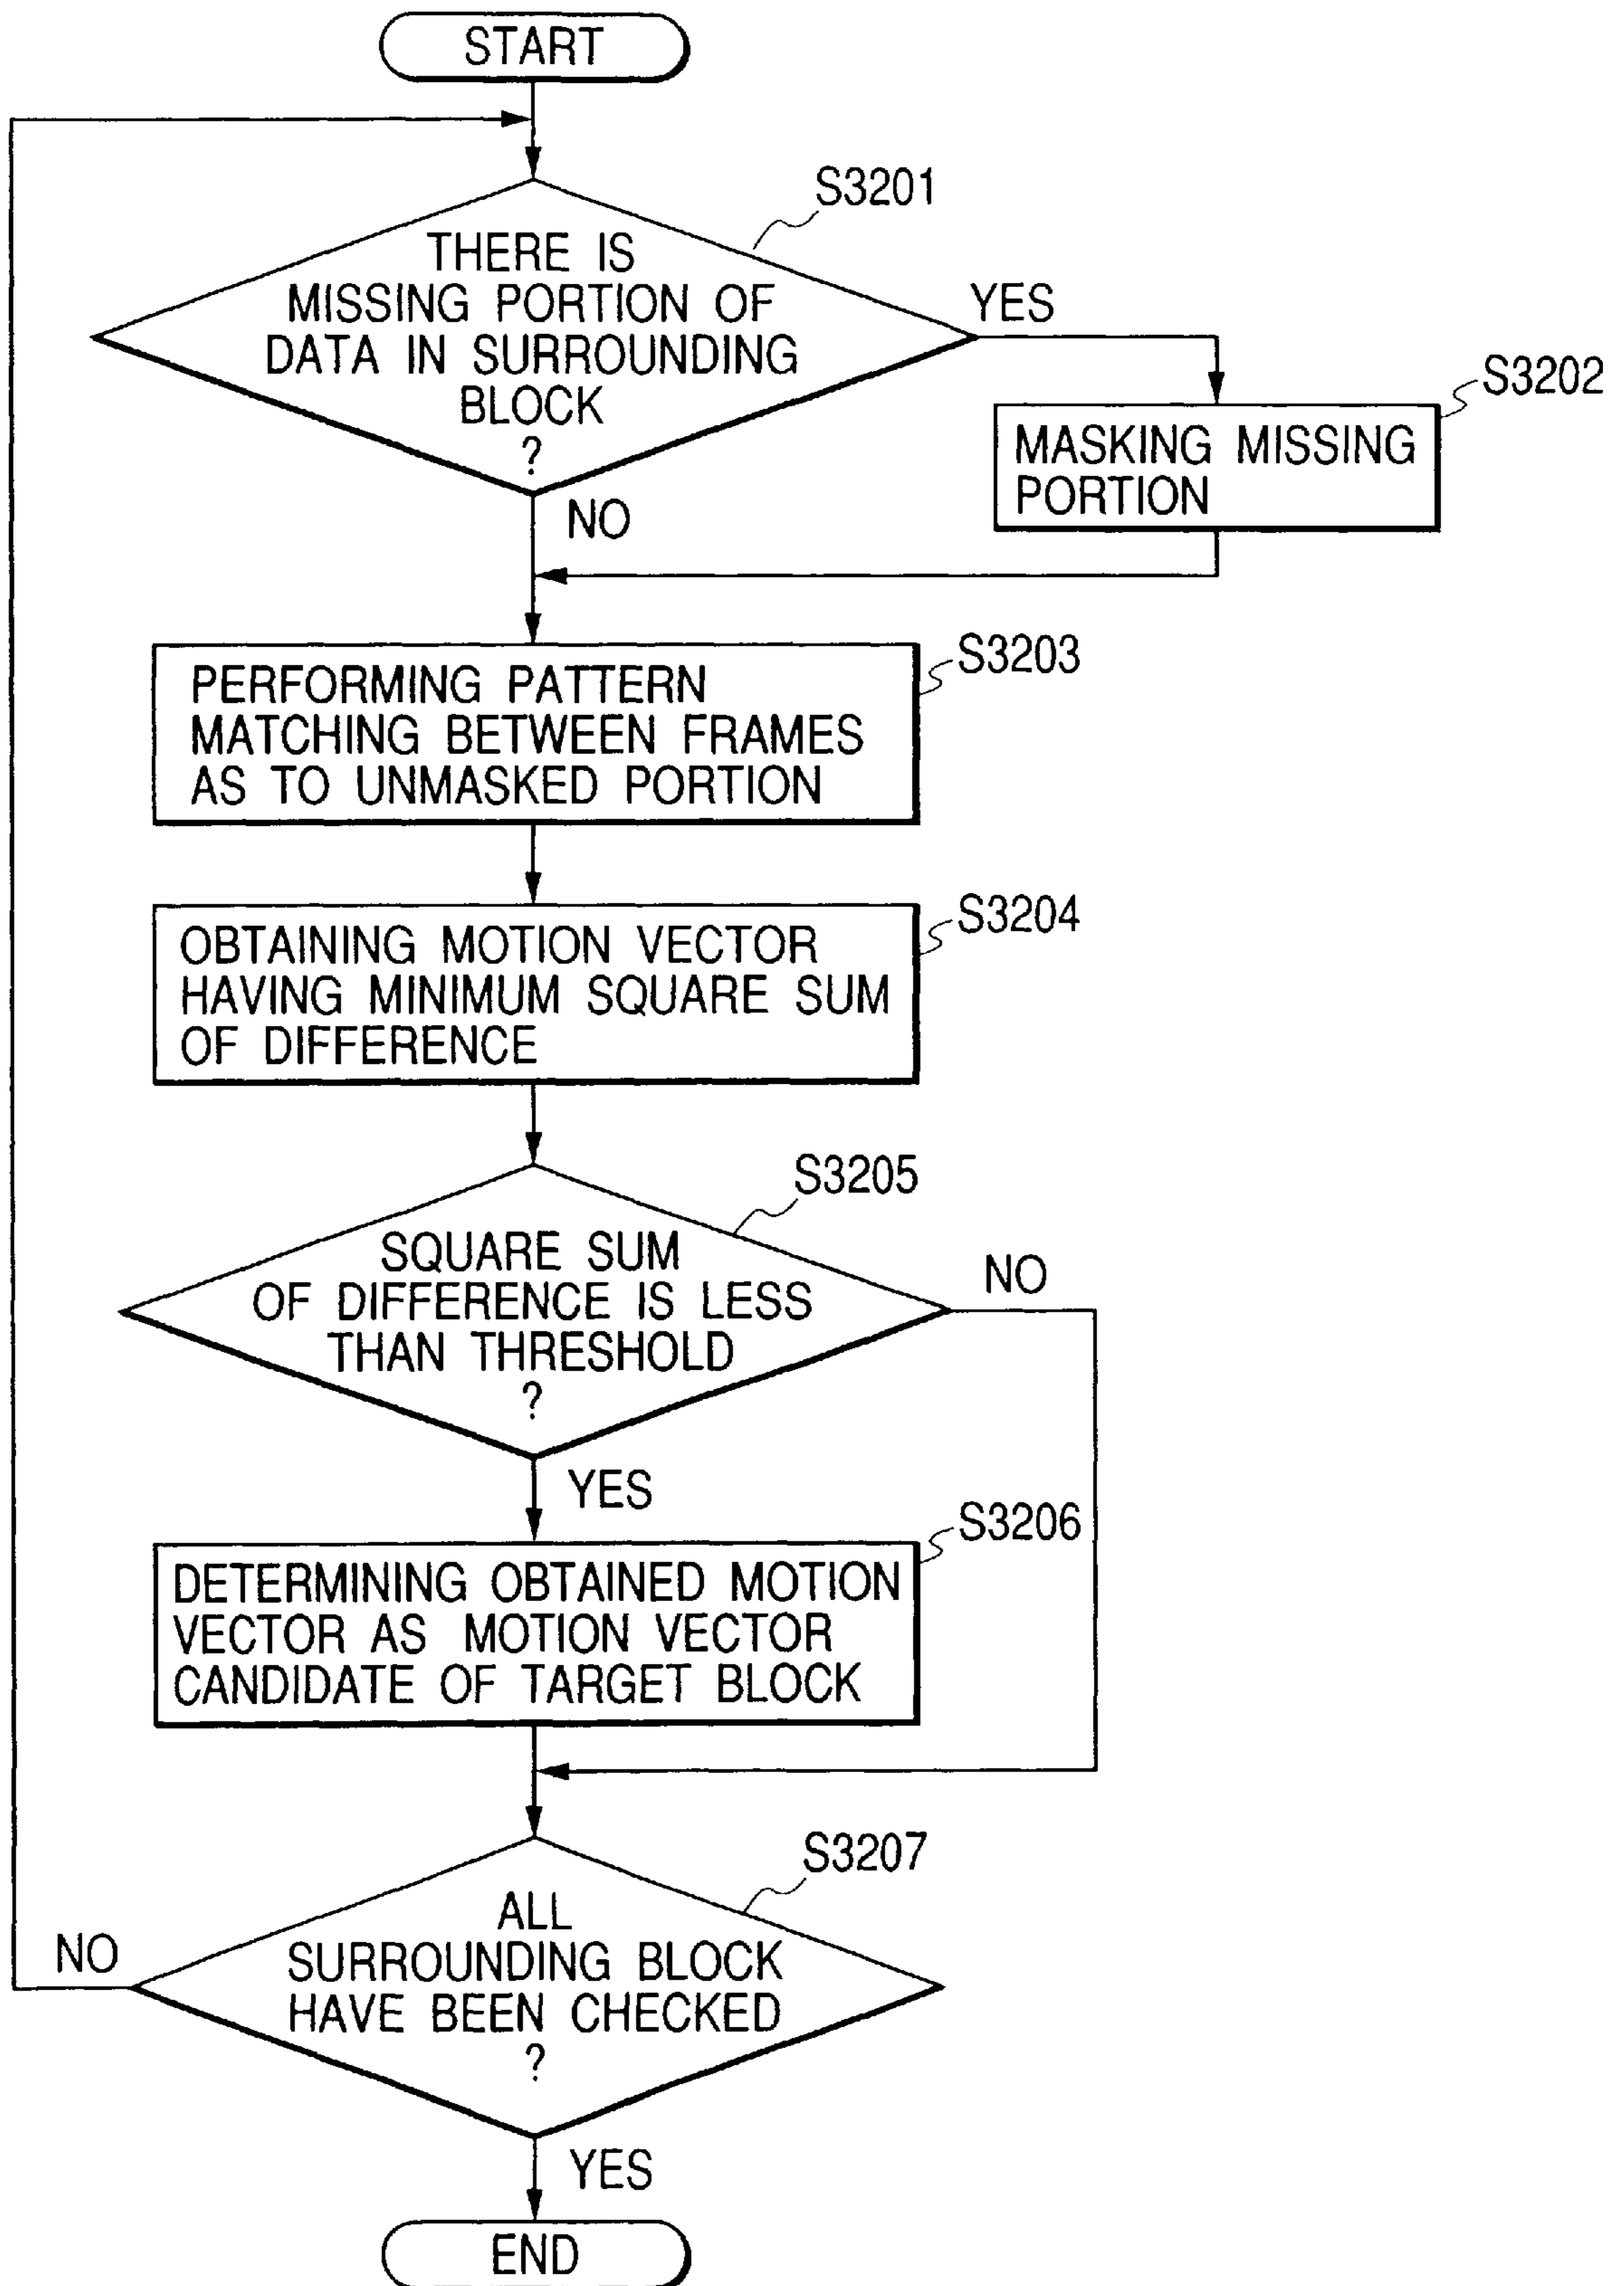 START
S3201
THERE IS
MISSING PORTION OF
DATA IN SURROUNDING
BLOCK
?
YES
S3202
MASKING MISSING
PORTION
NO
S3203
PERFORMING PATTERN
MATCHING BETWEEN FRAMES
AS TO UNMASKED PORTION
S3204
OBTAINING MOTION VECTOR
HAVING MINIMUM SQUARE SUM
OF DIFFERENCE
S3205
SQUARE SUM
OF DIFFERENCE IS LESS
THAN THRESHOLD
?
NO
YES
S3206
DETERMINING OBTAINED MOTION
VECTOR AS MOTION VECTOR
CANDIDATE OF TARGET BLOCK
S3207
ALL
SURROUNDING BLOCK
HAVE BEEN CHECKED
?
NO
YES
END